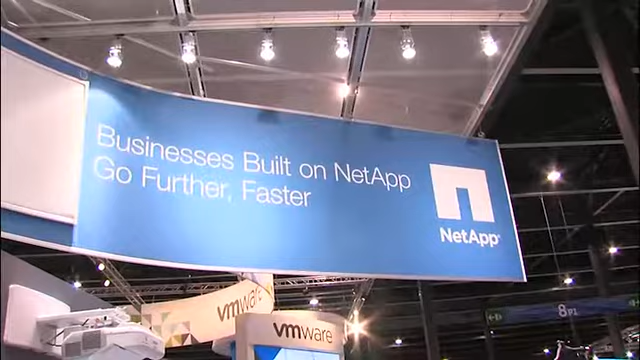 Businesses Built on NetApp
Go Further, Faster
NetApp
vmware
vmware